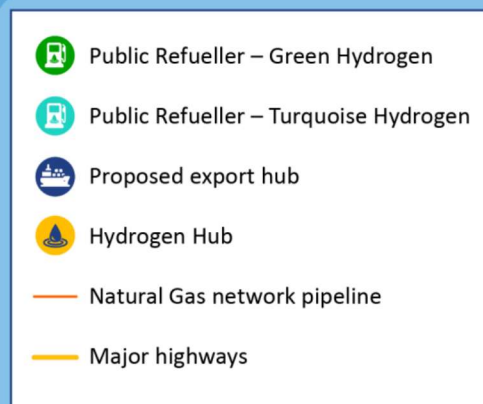 Public Refueller – Green Hydrogen
Public Refueller – Turquoise Hydrogen
Proposed export hub
Hydrogen Hub
Natural Gas network pipeline
Major highways